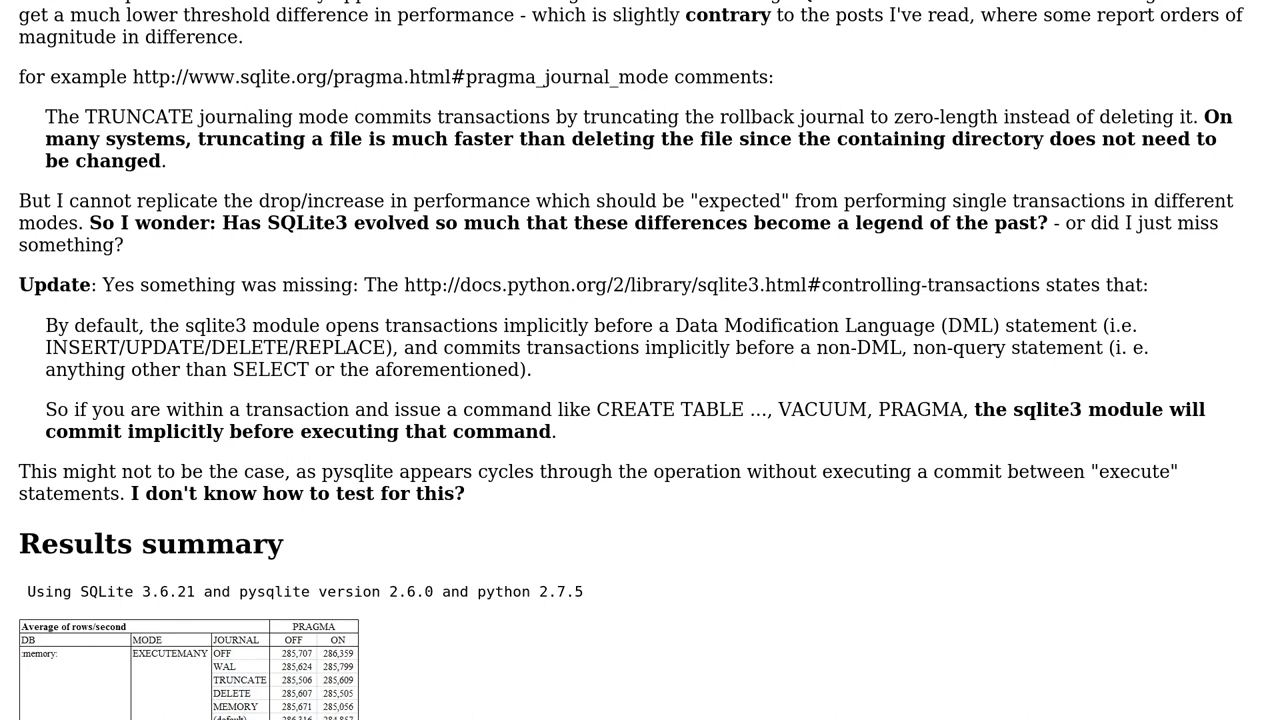 get a much lower threshold difference in performance - which is slightly contrary to the posts I've read, where some report orders of
magnitude in difference.
for example http://www.sqlite.org/pragma.html#pragma_journal_mode comments:
The TRUNCATE journaling mode commits transactions by truncating the rollback journal to zero-length instead of deleting it. On
many systems, truncating a file is much faster than deleting the file since the containing directory does not need to
be changed.
But I cannot replicate the drop/increase in performance which should be "expected" from performing single transactions in different
modes. So I wonder: Has SQLite3 evolved so much that these differences become a legend of the past? - or did I just miss
something?
Update: Yes something was missing: The http://docs.python.org/2/library/sqlite3.html#controlling-transactions states that:
By default, the sqlite3 module opens transactions implicitly before a Data Modification Language (DML) statement (i.e.
INSERT/UPDATE/DELETE/REPLACE), and commits transactions implicitly before a non-DML, non-query statement (i. e.
anything other than SELECT or the aforementioned).
So if you are within a transaction and issue a command like CREATE TABLE ..., VACUUM, PRAGMA, the sqlite3 module will
commit implicitly before executing that command.
This might not to be the case, as pysqlite appears cycles through the operation without executing a commit between "execute"
statements. I don't know how to test for this?
Results summary
Using SQLite 3.6.21 and pysqlite version 2.6.0 and python 2.7.5
Average of rows/second PRAGMA
DB MODE JOURNAL OFF ON
:memory: EXECUTEMANY OFF 285,707 286,359
WAL 285,624 285,799
TRUNCATE 285,506 285,609
DELETE 285,607 285,505
MEMORY 285,671 285,056